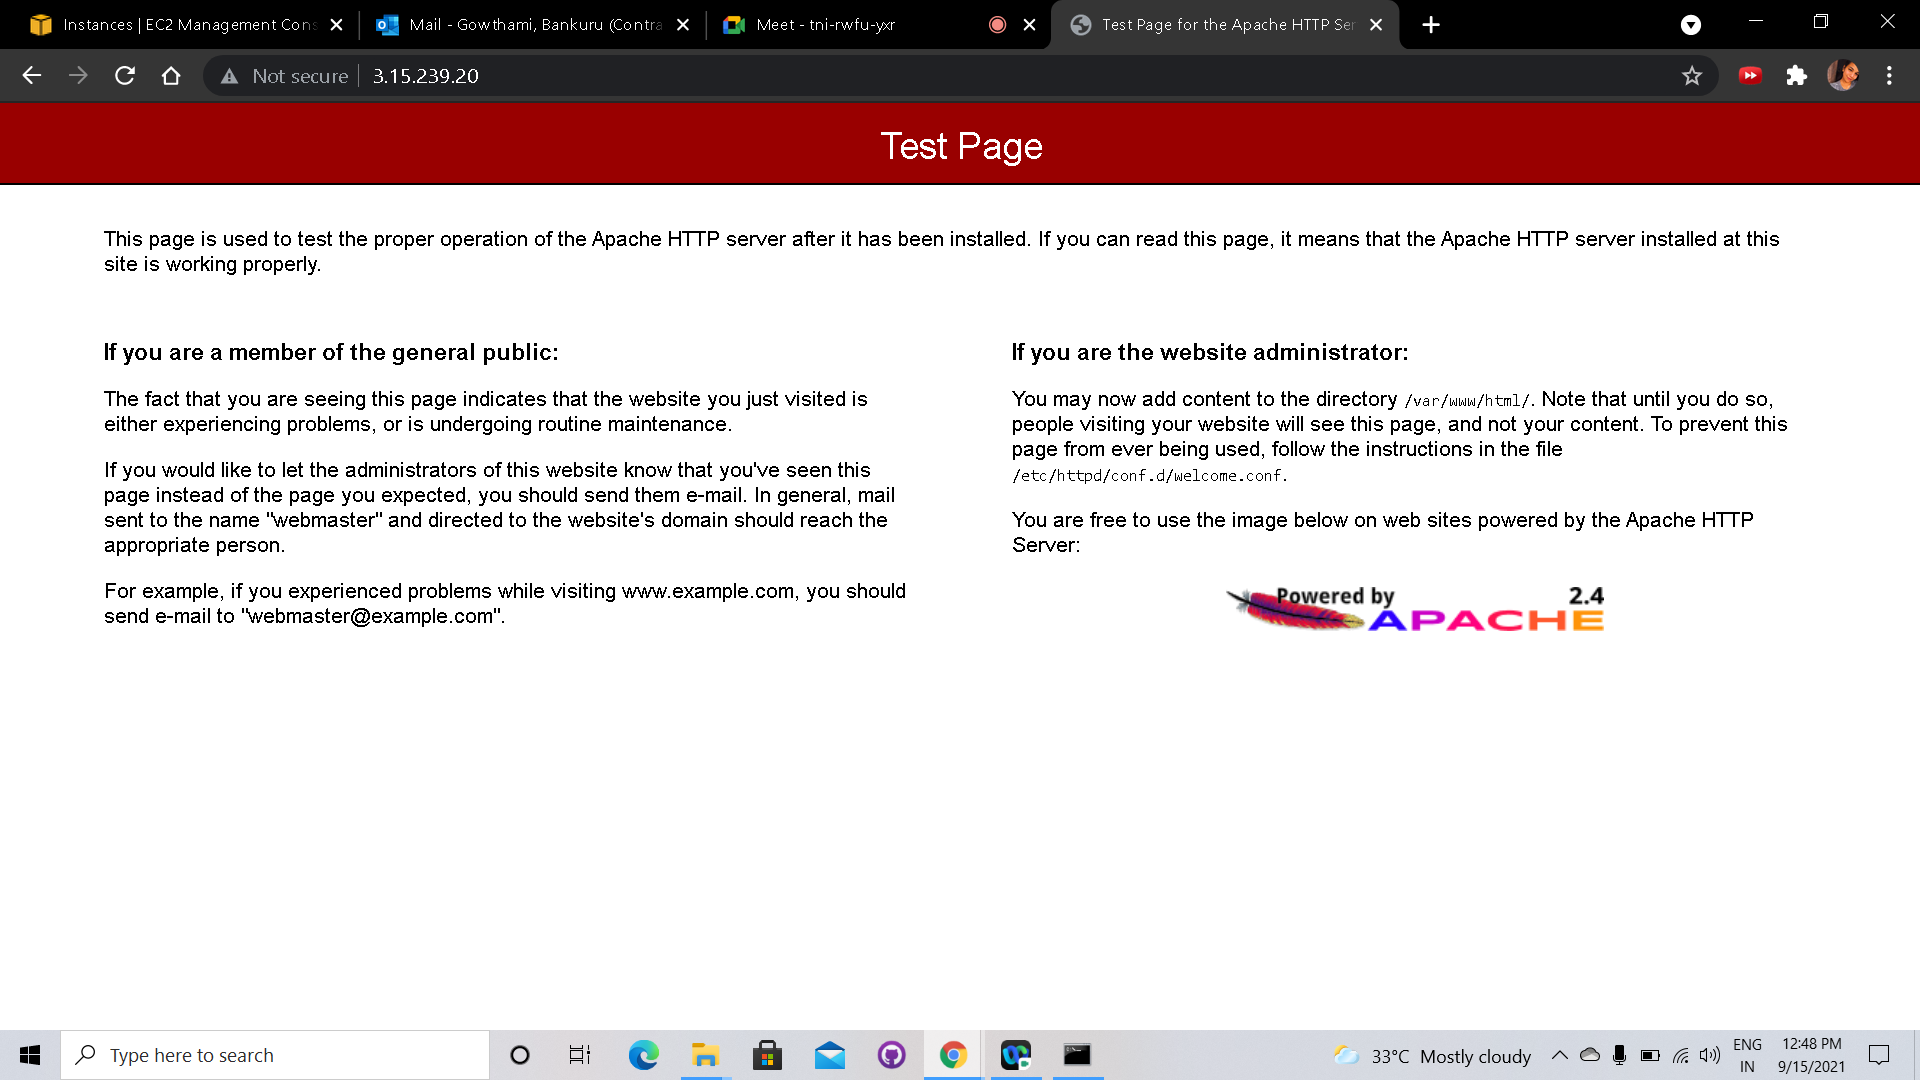 Instances | EC2 Management Cons
Mail - Gowthami, Bankuru (Contra
Meet - tni-rwfu-yxr
Test Page for the Apache HTTP Ser
Not secure
3.15.239.20
Test Page
This page is used to test the proper operation of the Apache HTTP server after it has been installed. If you can read this page, it means that the Apache HTTP server installed at this
site is working properly.
If you are a member of the general public:
The fact that you are seeing this page indicates that the website you just visited is
either experiencing problems, or is undergoing routine maintenance.
If you would like to let the administrators of this website know that you've seen this
page instead of the page you expected, you should send them e-mail. In general, mail
sent to the name "webmaster" and directed to the website's domain should reach the
appropriate person.
For example, if you experienced problems while visiting www.example.com, you should
send e-mail to "webmaster@example.com".
If you are the website administrator:
You may now add content to the directory /var/www/html/. Note that until you do so,
people visiting your website will see this page, and not your content. To prevent this
page from ever being used, follow the instructions in the file
/etc/httpd/conf.d/welcome.conf.
You are free to use the image below on web sites powered by the Apache HTTP
Server:
Powered by 2.4
APACHE
Type here to search
33°C Mostly cloudy
ENG
IN
12:48 PM
9/15/2021